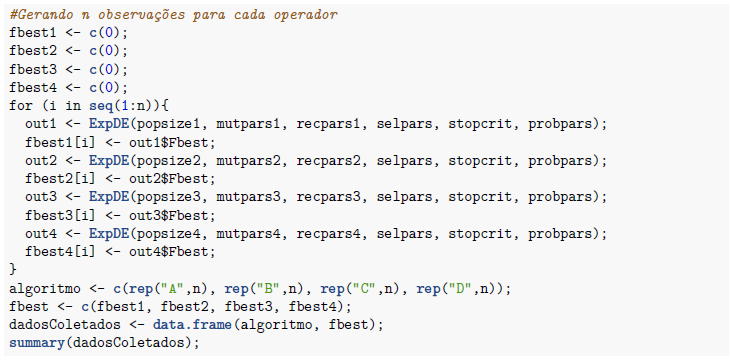 #Gerando n observações para cada operador
fbest1 <- c(0);
fbest2 <- c(0);
fbest3 <- c(0);
fbest4 <- c(0);
for (i in seq(1:n)){
  out1 <- ExpDE(popsize1, mutpars1, recpars1, selpars, stopcrit, probpars);
  fbest1[i] <- out1$Fbest;
  out2 <- ExpDE(popsize2, mutpars2, recpars2, selpars, stopcrit, probpars);
  fbest2[i] <- out2$Fbest;
  out3 <- ExpDE(popsize3, mutpars3, recpars3, selpars, stopcrit, probpars);
  fbest3[i] <- out3$Fbest;
  out4 <- ExpDE(popsize4, mutpars4, recpars4, selpars, stopcrit, probpars);
  fbest4[i] <- out4$Fbest;
}
algoritmo <- c(rep("A",n), rep("B",n), rep("C",n), rep("D",n));
fbest <- c(fbest1, fbest2, fbest3, fbest4);
dadosColetados <- data.frame(algoritmo, fbest);
summary(dadosColetados);